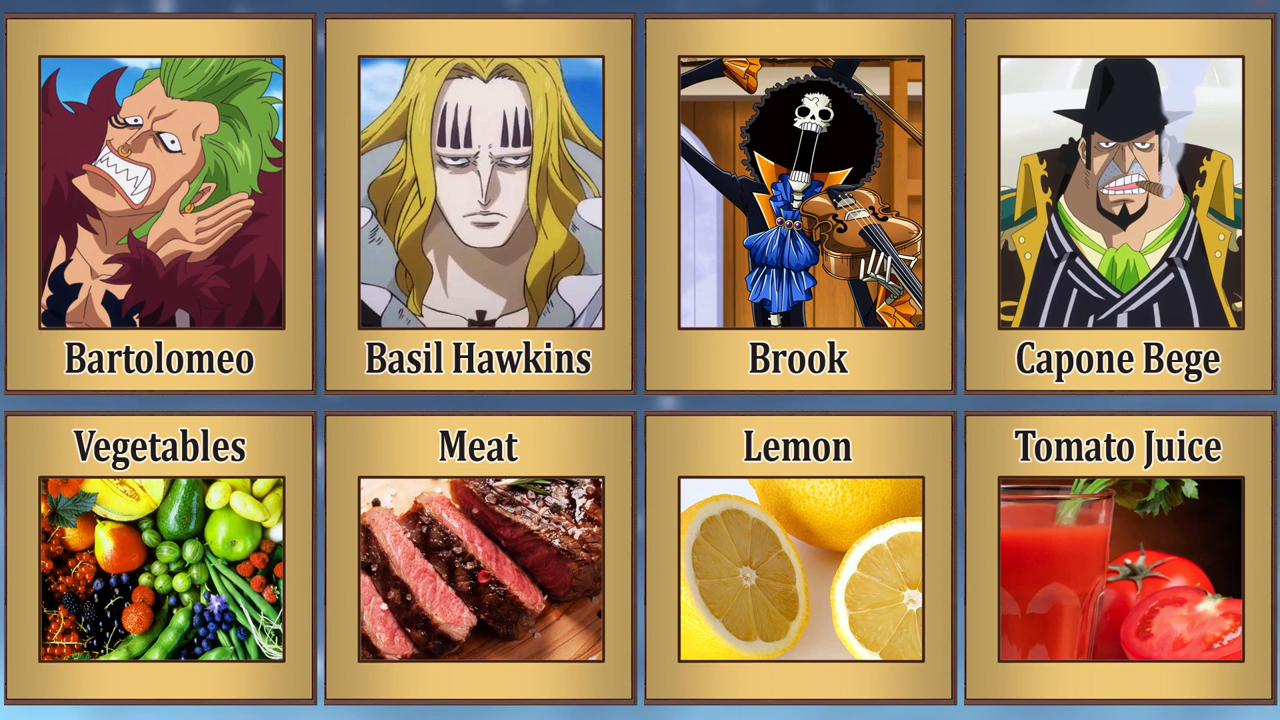 Bartolomeo
Basil Hawkins
Brook
Capone Bege
Vegetables
Meat
Lemon
Tomato Juice